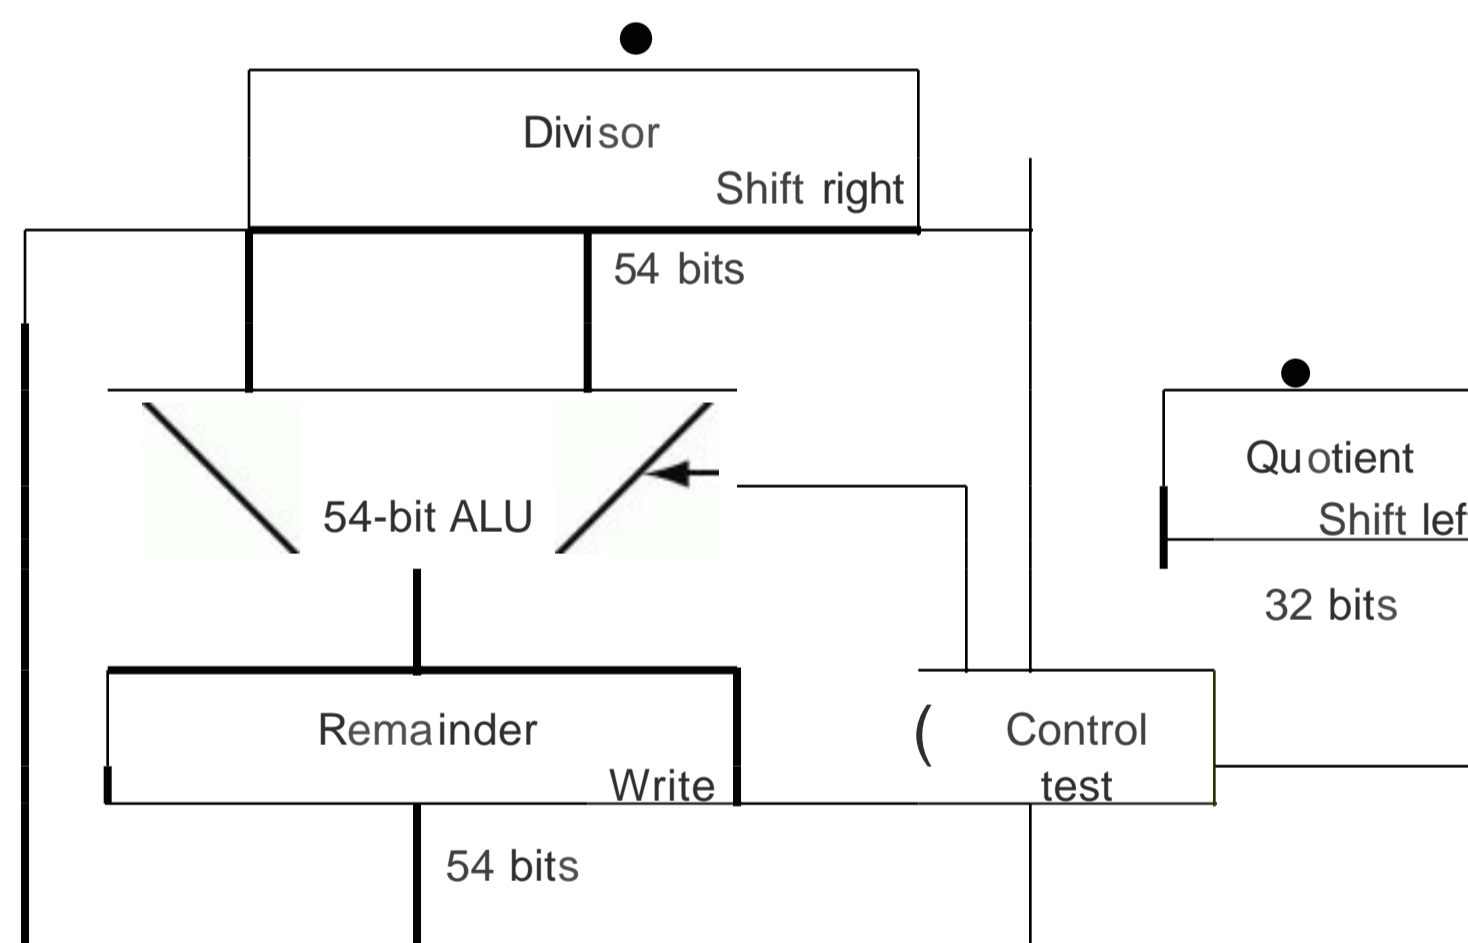 Divisor
Shift right
54 bits
Quotient
Shift lef
54-bit ALU
32 bits
Remainder
Write
( Control
test
54 bits